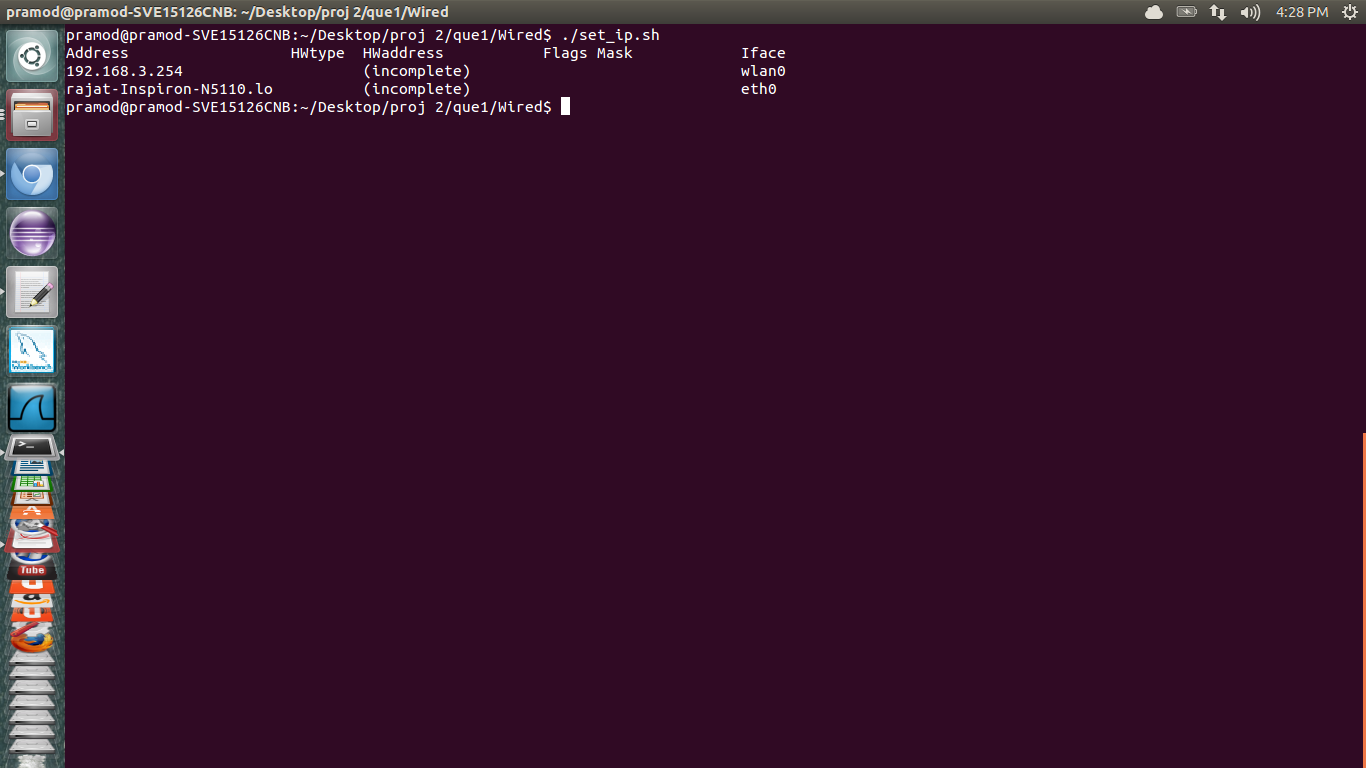 pramod@pramod-SVE15126CNB: ~/Desktop/proj 2/que1/Wired
4:28 PM
pramod@pramod-SVE15126CNB:~/Desktop/proj 2/que1/Wired$ ./set_ip.sh
Address HWtype HWaddress Flags Mask Iface
192.168.3.254 (incomplete) wlan0
rajat-Inspiron-N5110.lo (incomplete) eth0
pramod@pramod-SVE15126CNB:~/Desktop/proj 2/que1/Wired$
>_
A
Tube
a